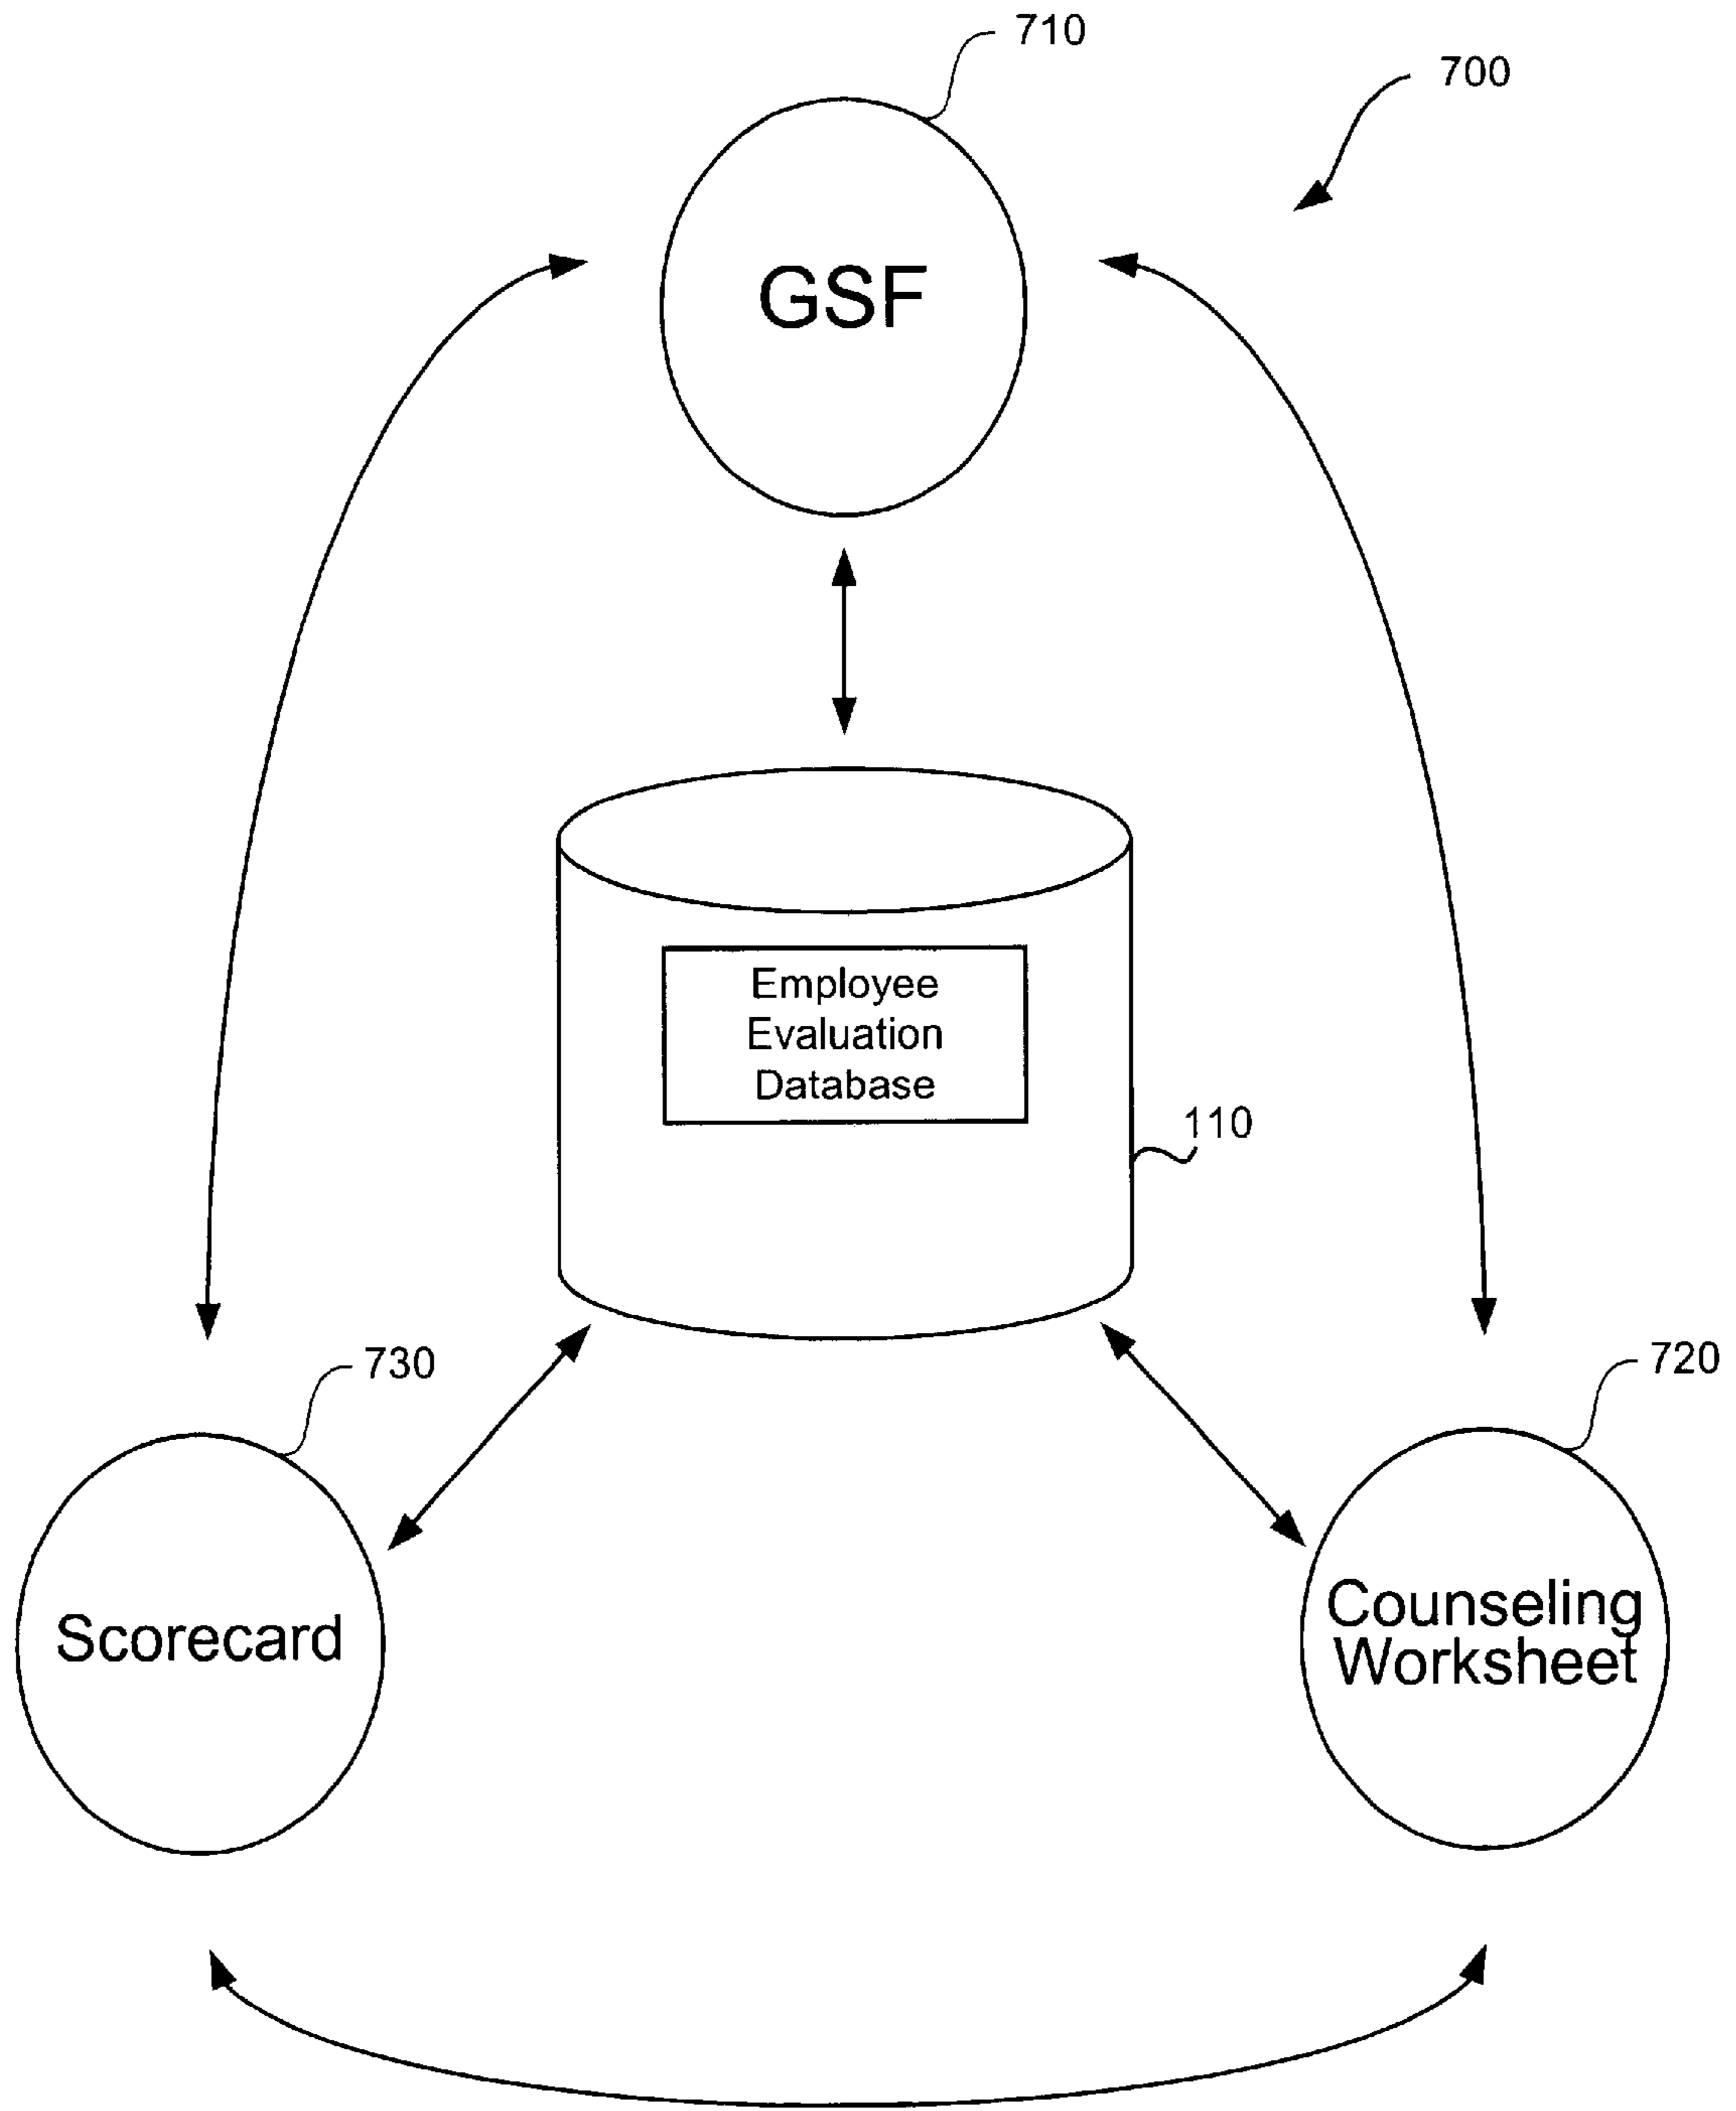 710
700
GSF
Employee
Evaluation
Database
110
730
720
Scorecard
Counseling
Worksheet